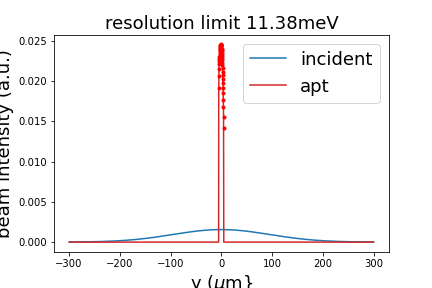 resolution limit 11.38meV
beam intensity (a.u.)
0.025
0.020
0.015
0.010
0.005
0.000
incident
apt
−300
−200
−100
0
100
200
300
y (μm}